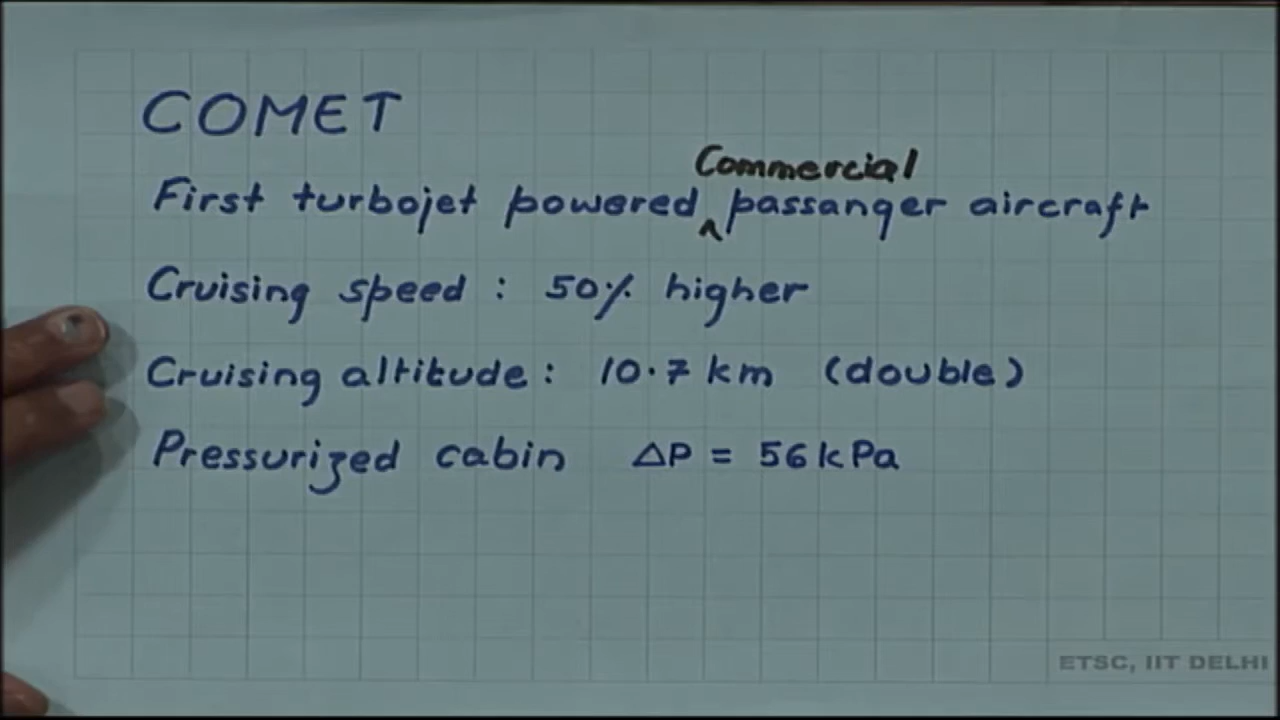 COMET
First turbojet powered ^ Commercial passanger aircraft
Cruising speed : 50% higher
Cruising altitude : 10.7 km (double)
Pressurized cabin ΔP = 56 kPa
ETSC, IIT DELHI